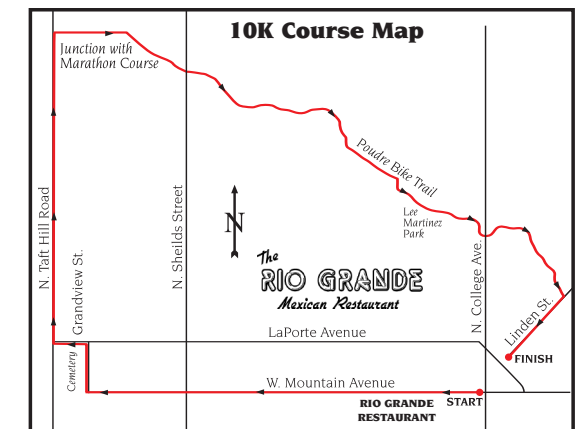 10K Course Map
Junction with
Marathon Course
Poudre Bike Trail
Lee
Martinez
Park
N. Taft Hill Road
Grandview St.
N. Sheilds Street
N
N. College Ave.
The
RIO GRANDE
Mexican Restaurant
Linden St.
LaPorte Avenue
FINISH
Cemetery
W. Mountain Avenue
RIO GRANDE
RESTAURANT
START